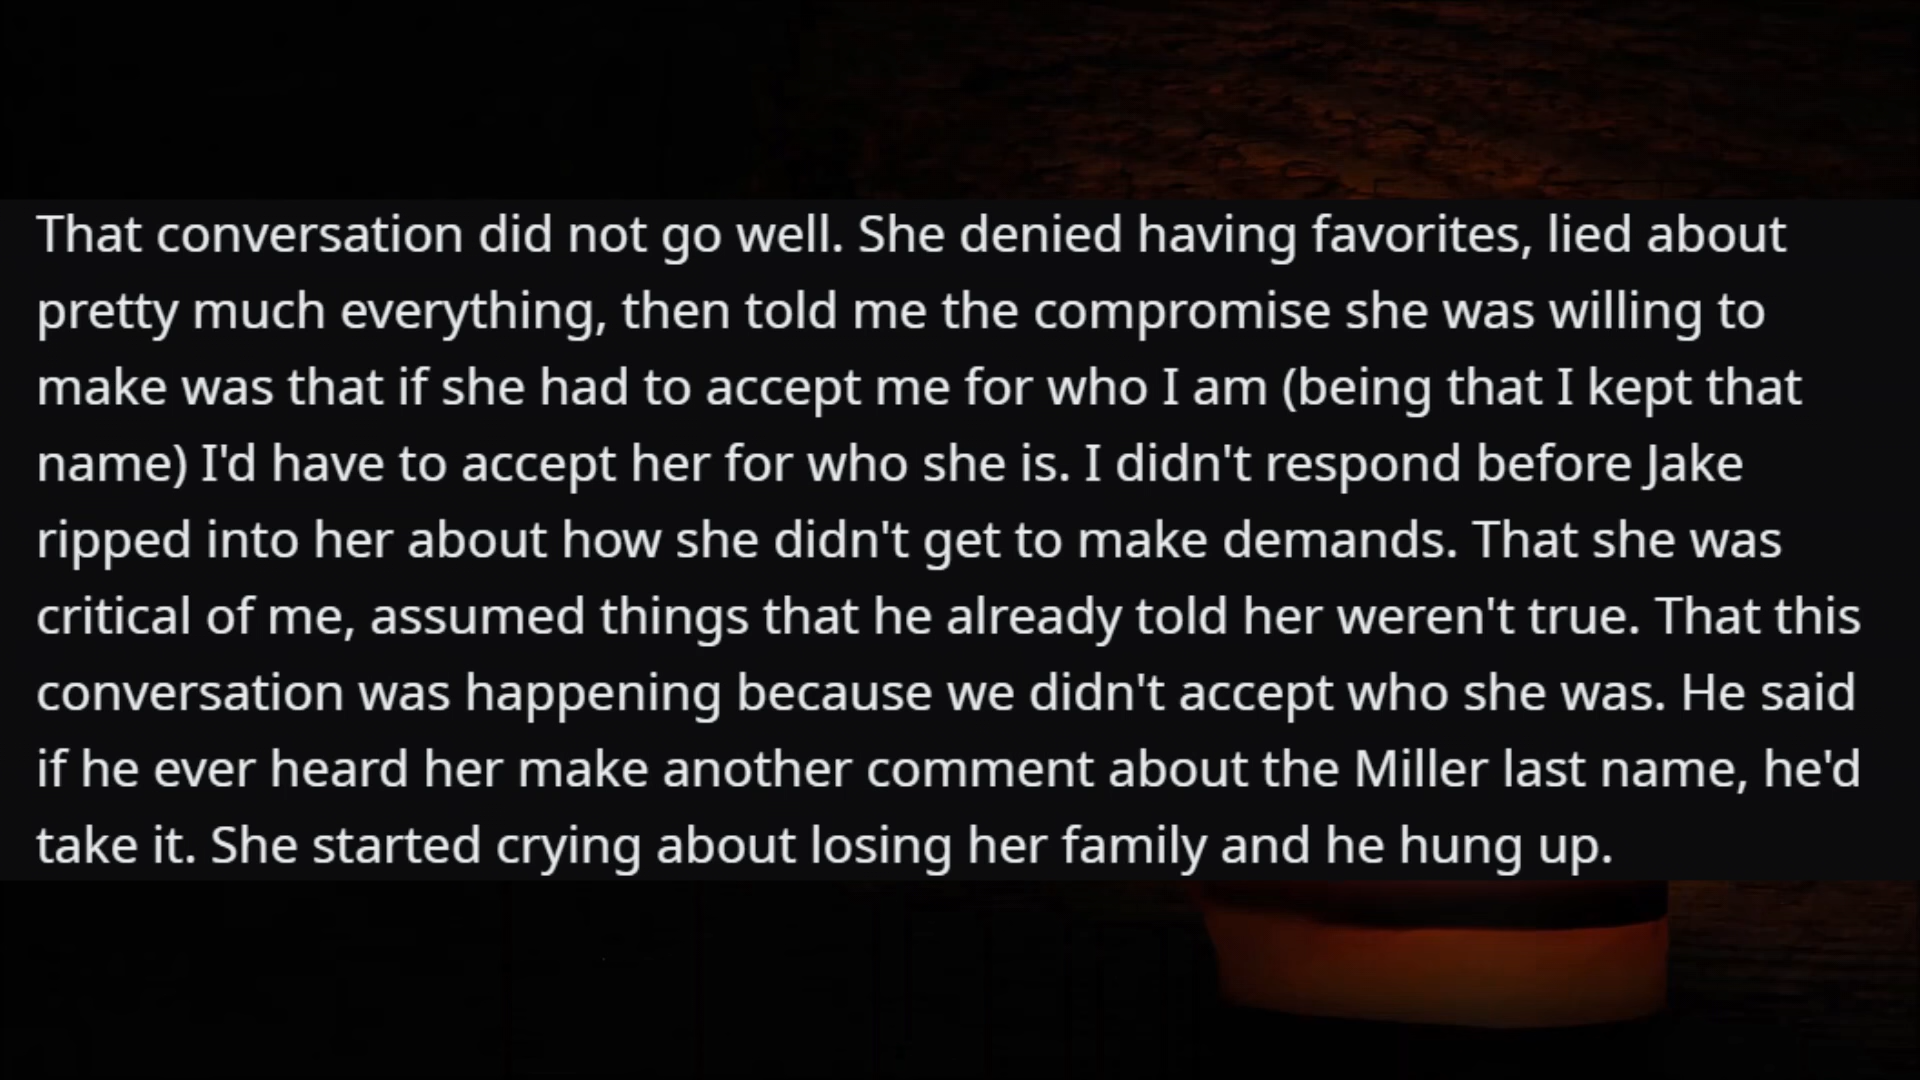 That conversation did not go well. She denied having favorites, lied about
pretty much everything, then told me the compromise she was willing to
make was that if she had to accept me for who I am (being that I kept that
name) I'd have to accept her for who she is. I didn't respond before Jake
ripped into her about how she didn't get to make demands. That she was
critical of me, assumed things that he already told her weren't true. That this
conversation was happening because we didn't accept who she was. He said
if he ever heard her make another comment about the Miller last name, he'd
take it. She started crying about losing her family and he hung up.